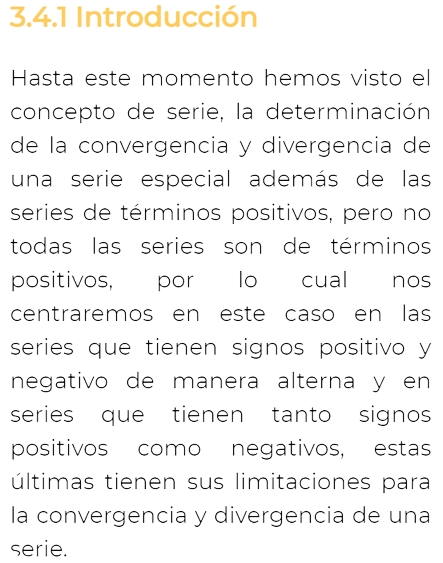 3.4.1 Introducción
Hasta este momento hemos visto el
concepto de serie, la determinación
de la convergencia y divergencia de
una serie especial además de las
series de términos positivos, pero no
todas las series son de términos
positivos, por lo cual nos
centraremos en este caso en las
series que tienen signos positivo y
negativo de manera alterna y en
series que tienen tanto signos
positivos como negativos, estas
últimas tienen sus limitaciones para
la convergencia y divergencia de una
serie.